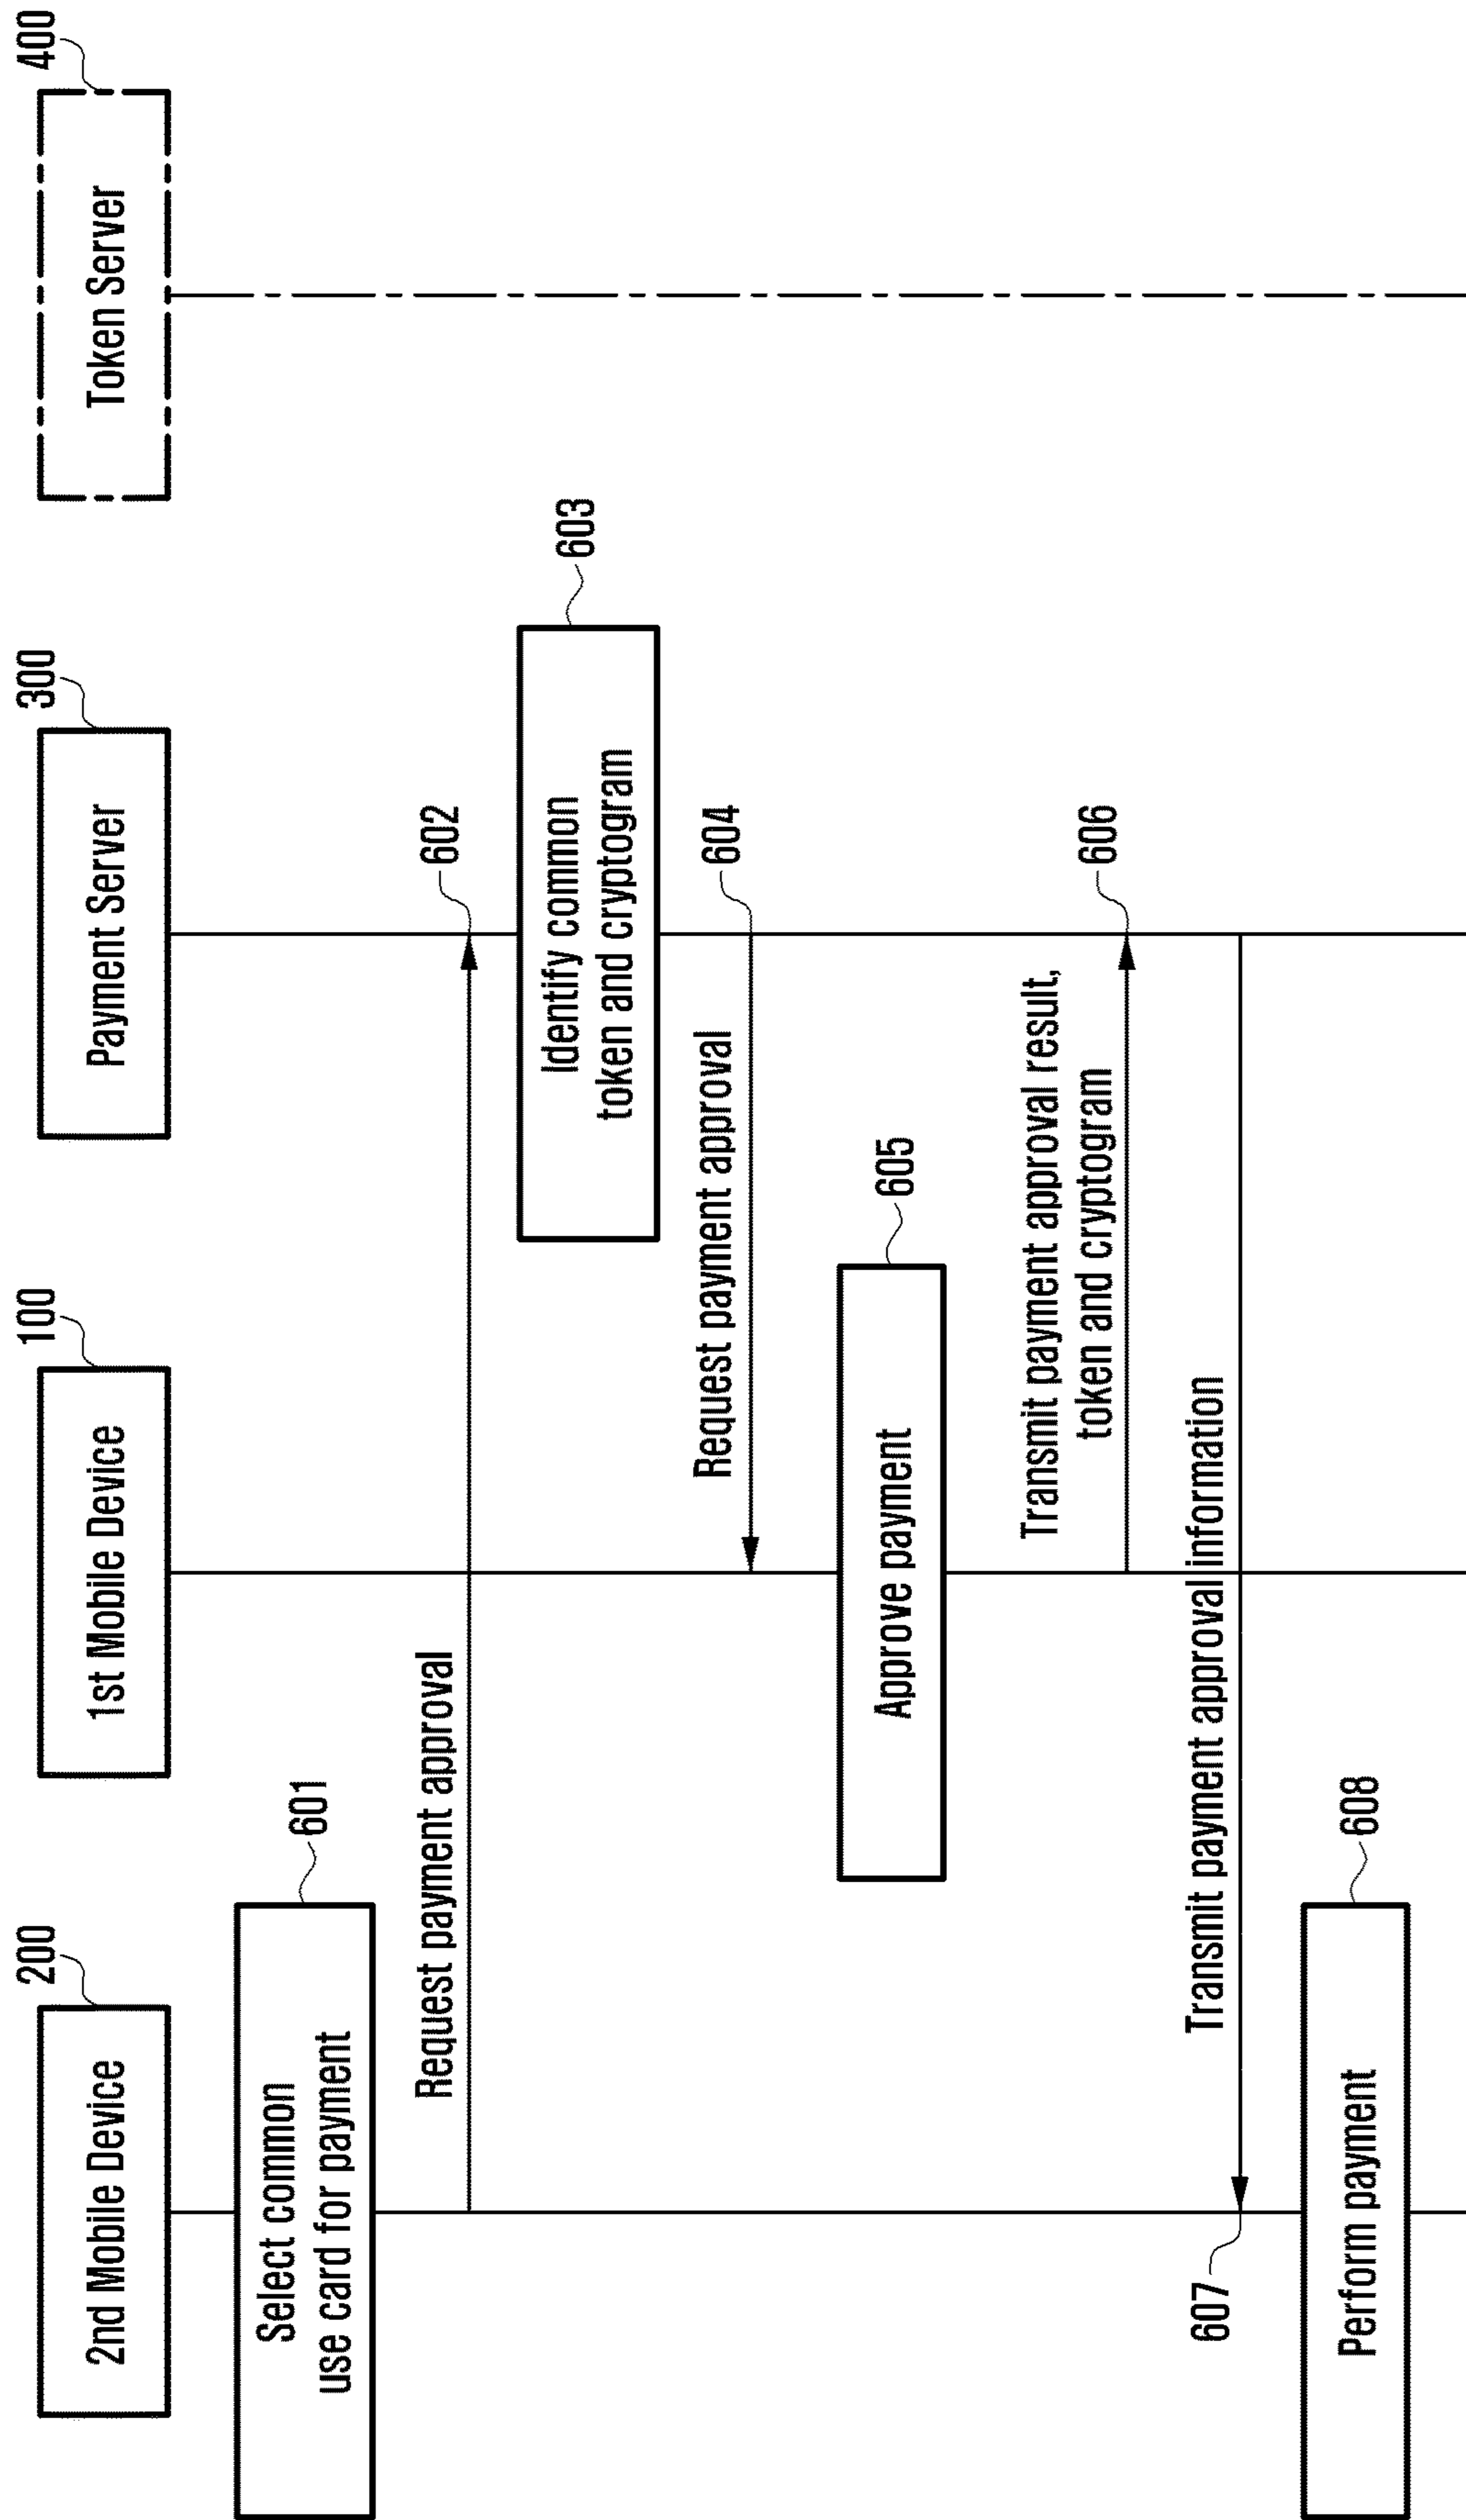 200
2nd Mobile Device
100
1st Mobile Device
300
Payment Server
400
Token Server
601
Select common
use card for payment
Request payment approval
602
603
Identify common
token and cryptogram
Request payment approval
604
605
Approve payment
Transmit payment approval result,
token and cryptogram
606
Transmit payment approval information
607
608
Perform payment